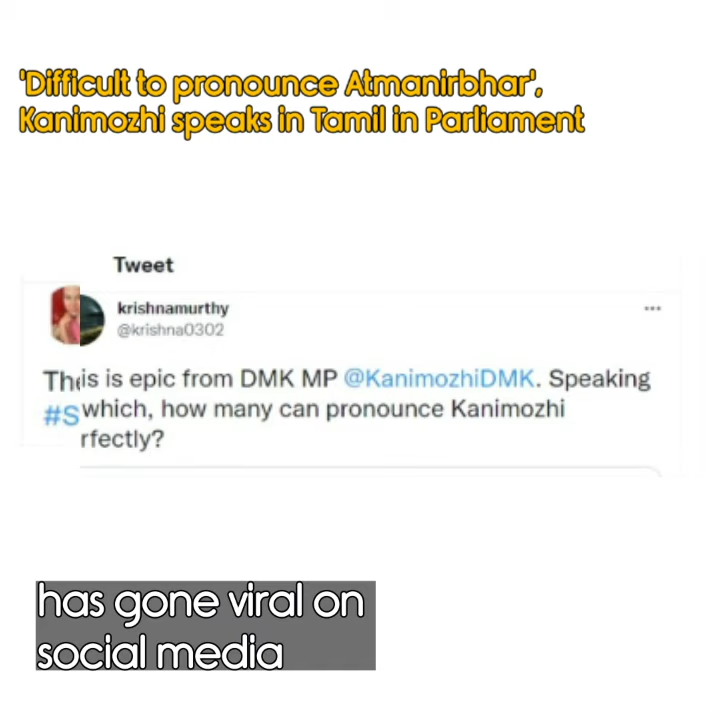 'Difficult to pronounce Atmanirbhar',
Kanimozhi speaks in Tamil in Parliament
Tweet
krishnamurthy
@krishna0302
This is epic from DMK MP @KanimozhiDMK. Speaking
#S which, how many can pronounce Kanimozhi
rfectly?
has gone viral on
social media